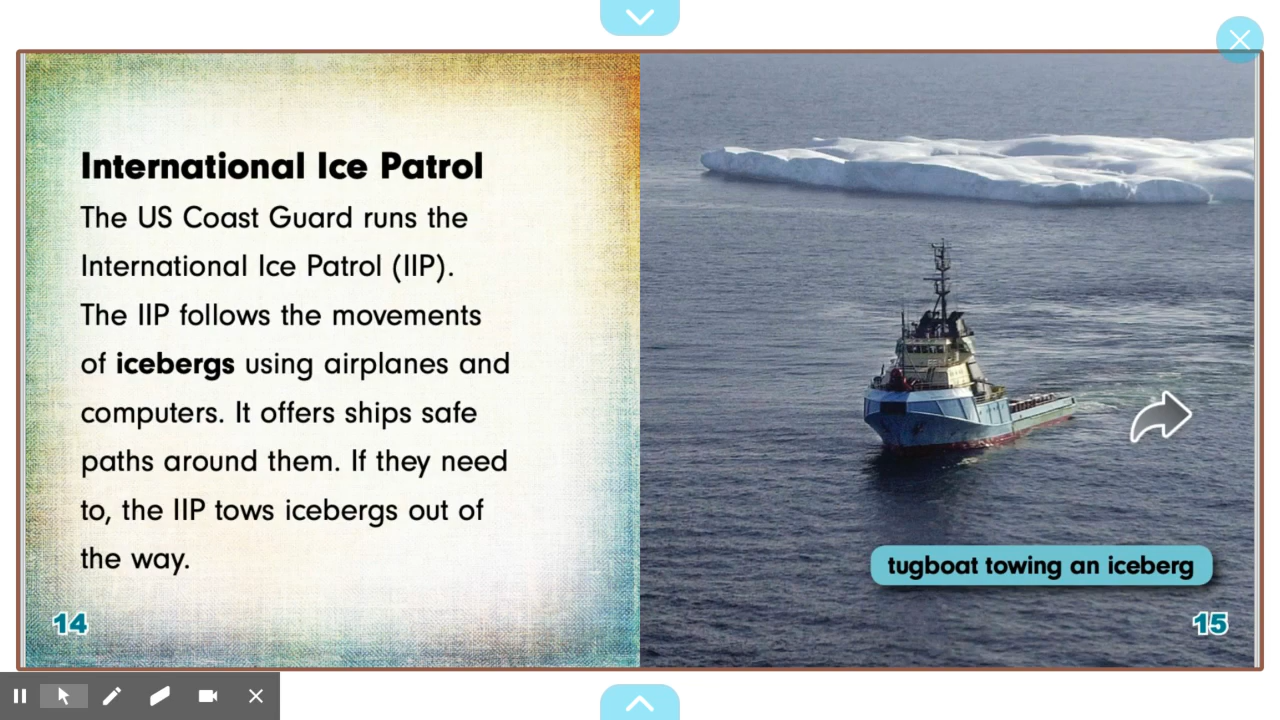 International Ice Patrol
The US Coast Guard runs the
International Ice Patrol (IIP).
The IIP follows the movements
of icebergs using airplanes and
computers. It offers ships safe
paths around them. If they need
to, the IIP tows icebergs out of
the way.
14
tugboat towing an iceberg
15